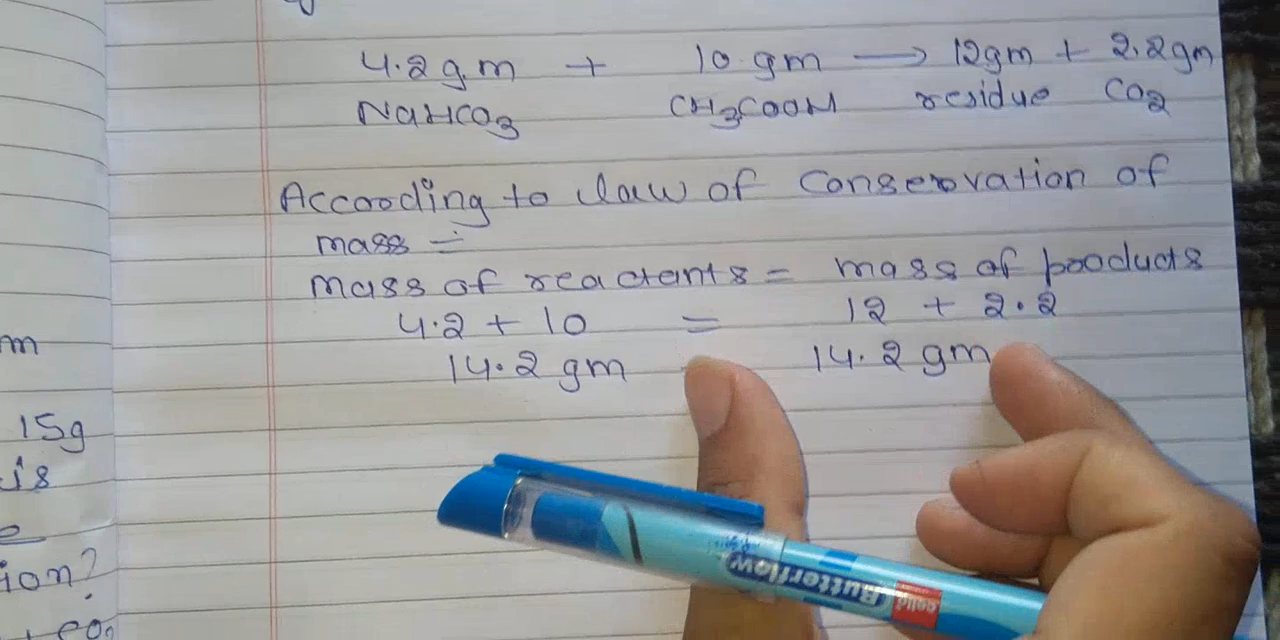 m
15g
is
e
ion?
4.2gm + 10 gm → 12gm + 2.2gm
NaHCO3 CH3COOH residue CO2
According to law of conservation of
mass ÷
mass of reactants = mass of products
4.2 + 10 = 12 + 2.2
14.2 gm 14.2 gm
cello Butterflow